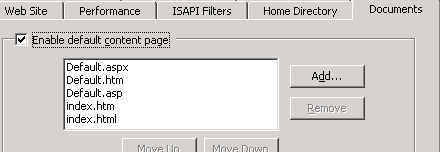 Web Site Performance ISAPI Filters Home Directory Documents
Enable default content page
Default.aspx
Default.htm
Default.asp
index.htm
index.html
Add...
Remove
Move Up Move Down